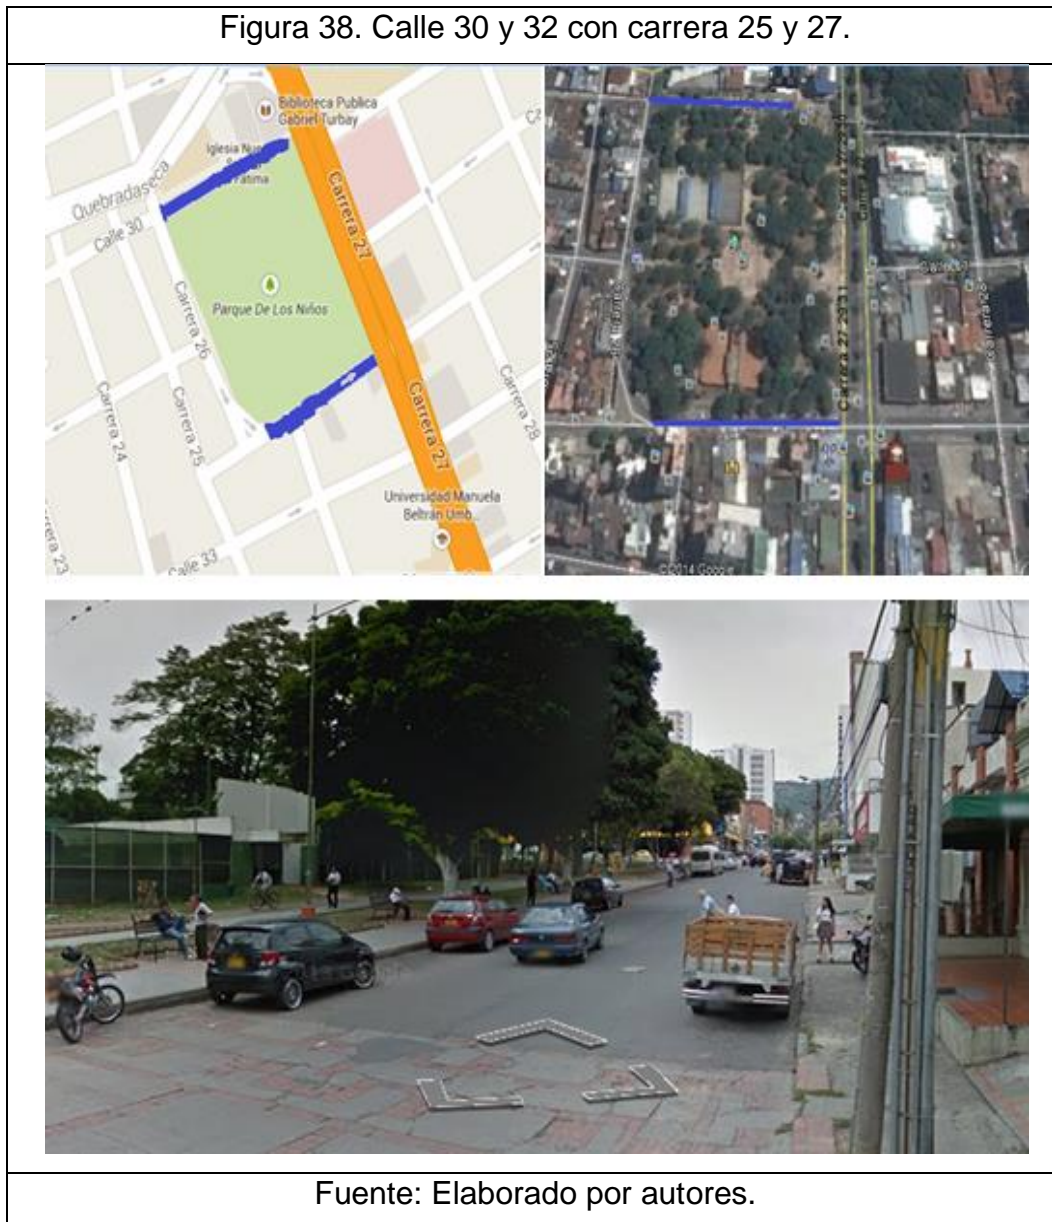 Figura 38. Calle 30 y 32 con carrera 25 y 27.
Biblioteca Publica
Gabriel Turbay
Iglesia
Fatima
Quebradaseca
Calle 30
Carrera 27
Parque De Los Niños
Carrera 26
Carrera 25
Carrera 24
Carrera 27
Carrera 28
Universidad Manuela
Beltrán Umb...
Calle 33
Carrera 28
©2014 Google
Fuente: Elaborado por autores.